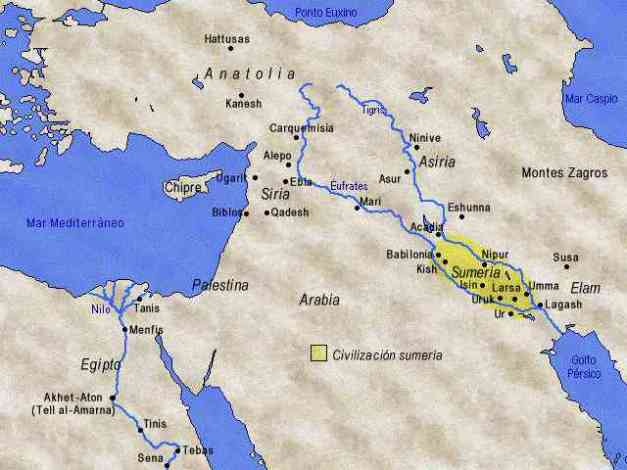 Ponto Euxino
Hattusas
Anatolia
Kanesh
Mar Caspio
Tigris
Carquemisia
Ninive
Alepo
Asiria
Montes Zagros
Ugarit
Ebla
Asur
Chipre
Siria
Eufrates
Mari
Eshunna
Biblos
Qadesh
Mar Mediterráneo
Acadia
Babilonia
Nipur
Susa
Kish
Sumeria
Palestina
Isin
Larsa
Umma
Elam
Arabia
Uruk
Lagash
Nilo
Tanis
Ur
Menfis
Civilización sumeria
Golfo
Pérsico
Egipto
Akhet-Aton
(Tell al-Amarna)
Tinis
Tebas
Sena